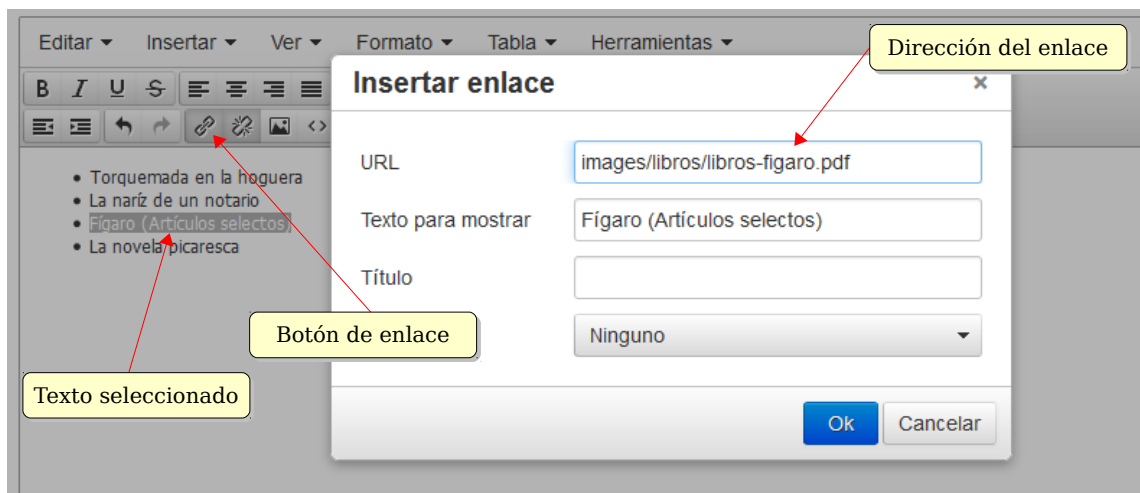 Editar Insertar Ver Formato Tabla Herramientas
Dirección del enlace
B I U S
Insertar enlace ×
URL images/libros/libros-figaro.pdf
Texto para mostrar Fígaro (Artículos selectos)
Título
Ninguno
Ok Cancelar
Torquemada en la hoguera
La naríz de un notario
Fígaro (Artículos selectos)
La novela picaresca
Botón de enlace
Texto seleccionado